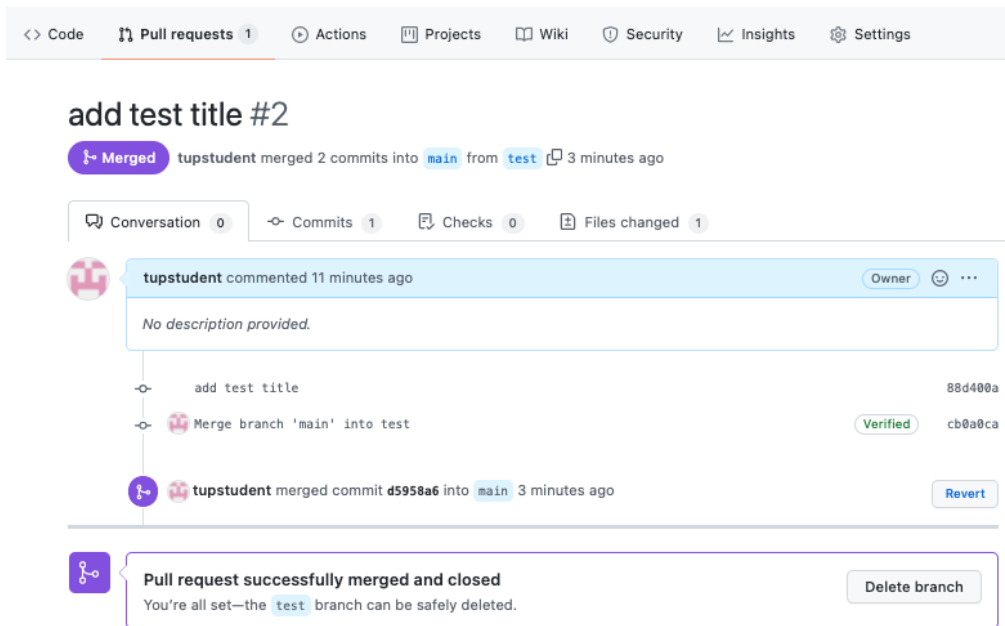 Code Pull requests 1 Actions Projects Wiki Security Insights Settings
add test title #2
Merged tupstudent merged 2 commits into main from test 3 minutes ago
Conversation 0 Commits 1 Checks 0 Files changed 1
tupstudent commented 11 minutes ago Owner
No description provided.
add test title 88d400a
Merge branch 'main' into test Verified cb0a0ca
tupstudent merged commit d5958a6 into main 3 minutes ago Revert
Pull request successfully merged and closed
You're all set—the test branch can be safely deleted.
Delete branch